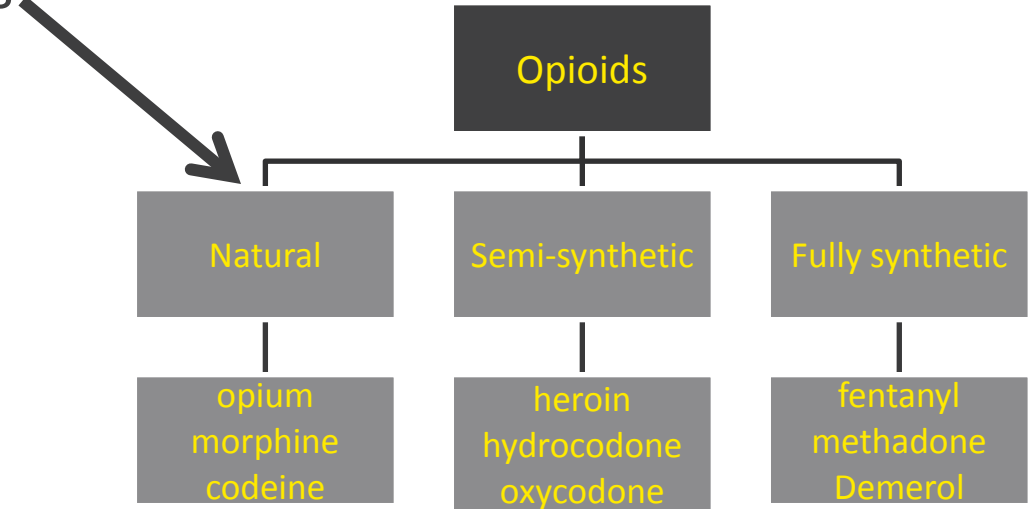 Opioids
Natural
Semi-synthetic
Fully synthetic
opium
morphine
codeine
heroin
hydrocodone
oxycodone
fentanyl
methadone
Demerol